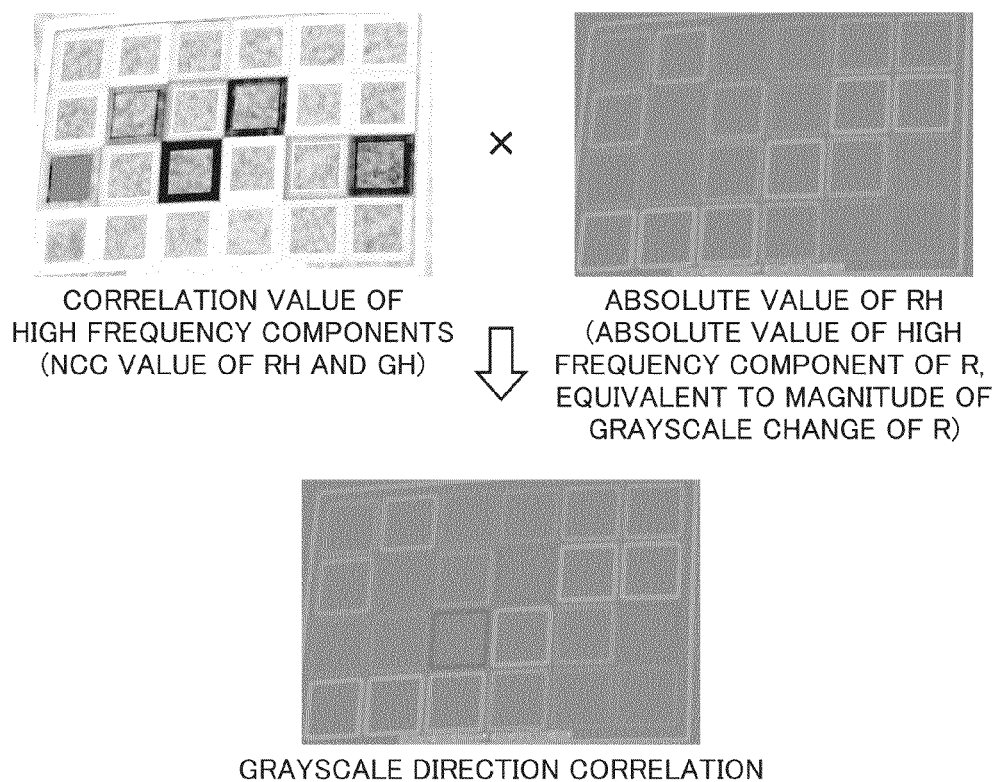 ×
CORRELATION VALUE OF
HIGH FREQUENCY COMPONENTS
(NCC VALUE OF RH AND GH)
ABSOLUTE VALUE OF RH
(ABSOLUTE VALUE OF HIGH
FREQUENCY COMPONENT OF R,
EQUIVALENT TO MAGNITUDE OF
GRAYSCALE CHANGE OF R)
GRAYSCALE DIRECTION CORRELATION